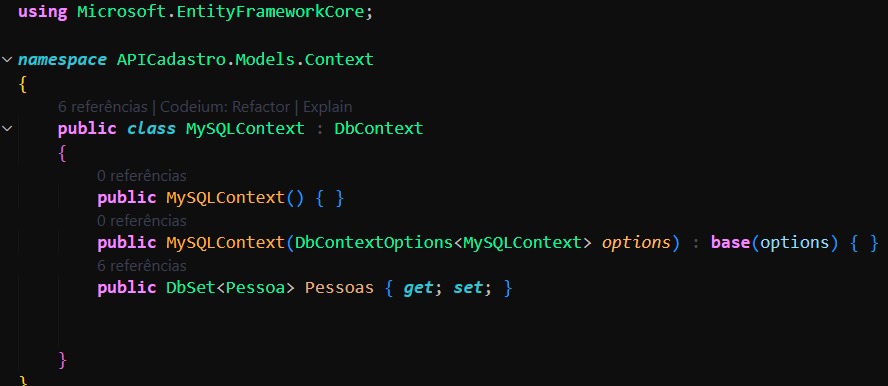 using Microsoft.EntityFrameworkCore;
namespace APICadastro.Models.Context
{
6 referências | Codeium: Refactor | Explain
public class MySQLContext : DbContext
{
0 referências
public MySQLContext() { }
0 referências
public MySQLContext(DbContextOptions<MySQLContext> options) : base(options) { }
6 referências
public DbSet<Pessoa> Pessoas { get; set; }
}
}